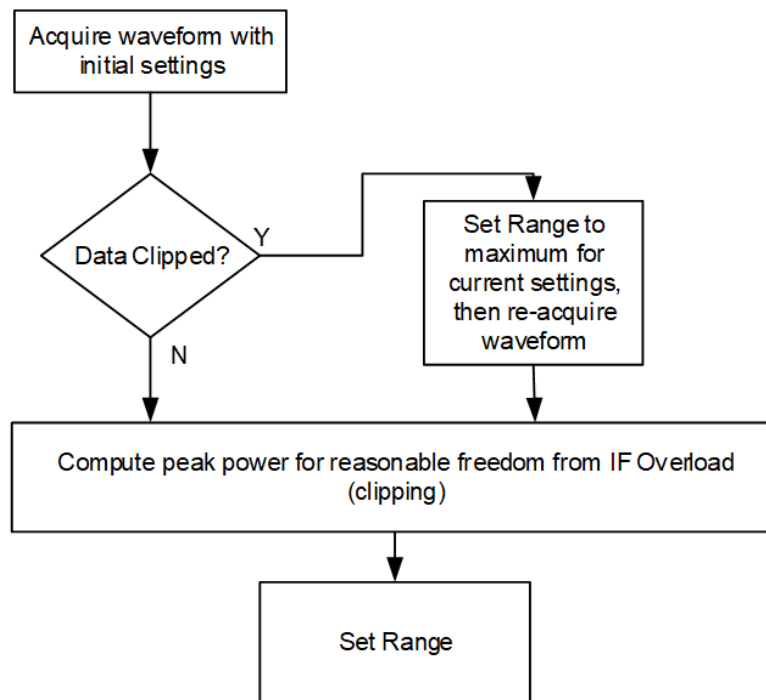 Acquire waveform with
initial settings
Data Clipped?
Y
N
Set Range to
maximum for
current settings,
then re-acquire
waveform
Compute peak power for reasonable freedom from IF Overload
(clipping)
Set Range